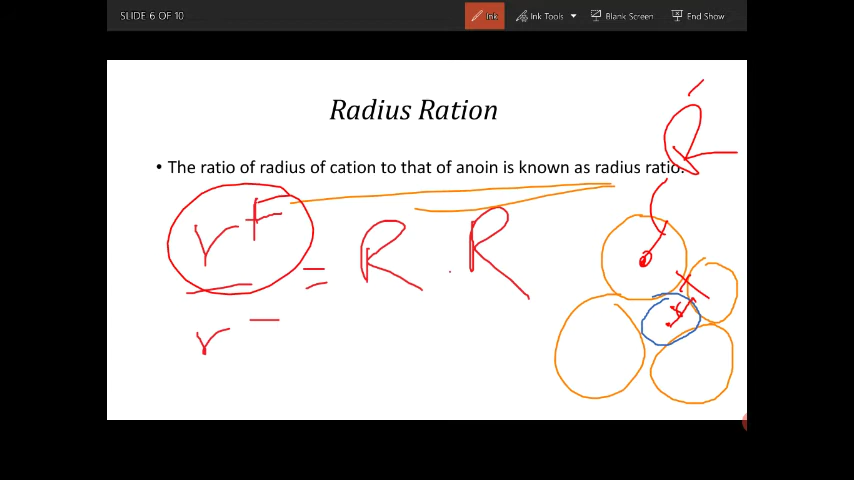 SLIDE 6 OF 10
Ink
Ink Tools
Blank Screen
End Show
Radius Ration
• The ratio of radius of cation to that of anoin is known as radius ratio.
R
r+ = R . R
r -